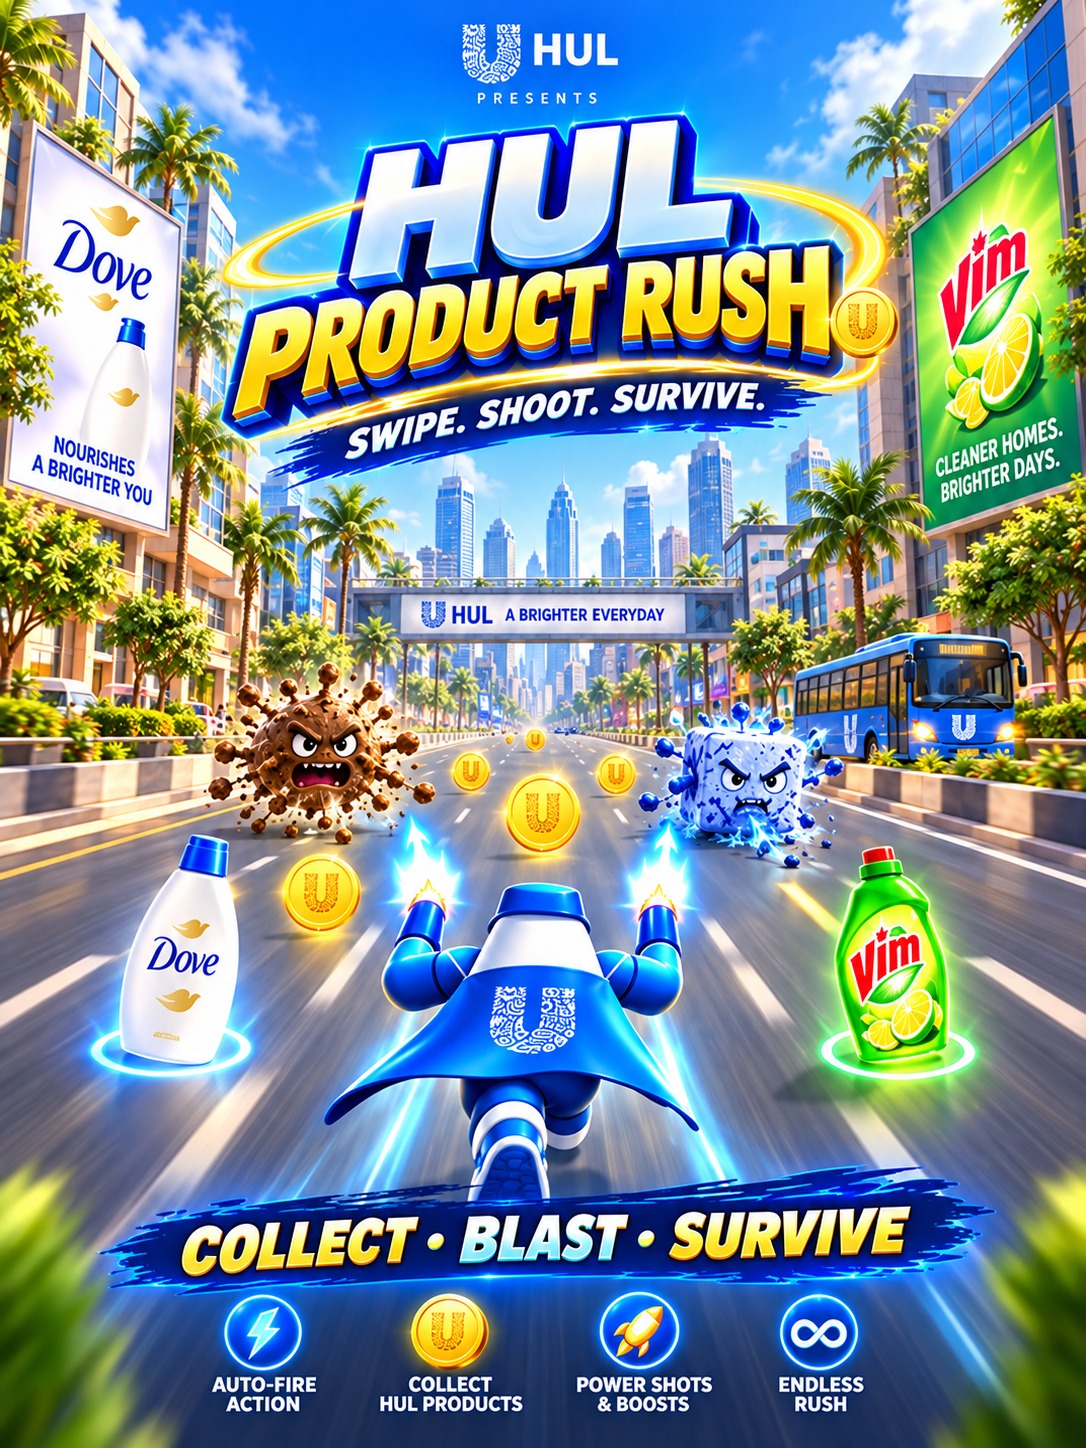 HUL
PRESENTS
HUL
PRODUCT RUSH
SWIPE. SHOOT. SURVIVE.
Dove
NOURISHES
A BRIGHTER YOU
Vim
CLEANER HOMES.
BRIGHTER DAYS.
HUL A BRIGHTER EVERYDAY
Dove
Vim
COLLECT • BLAST • SURVIVE
AUTO-FIRE
ACTION
COLLECT
HUL PRODUCTS
POWER SHOTS
& BOOSTS
ENDLESS
RUSH